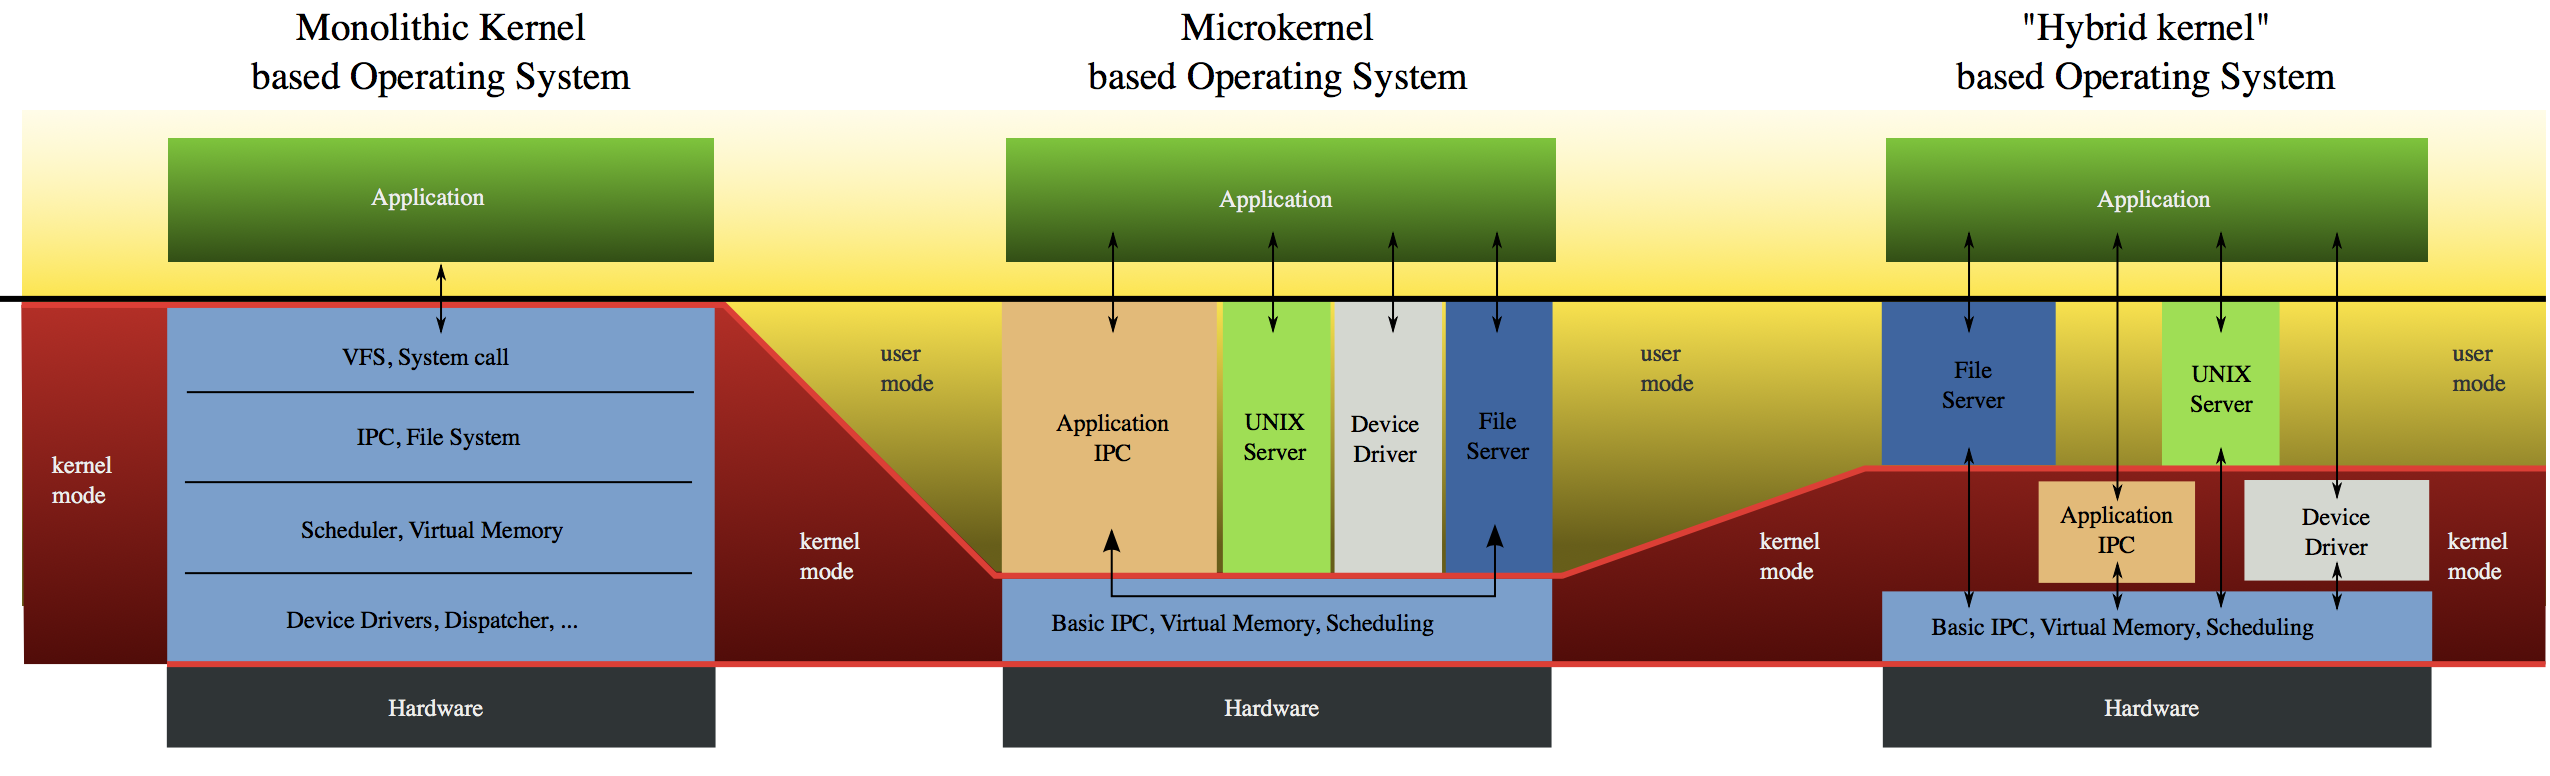 Monolithic Kernel
based Operating System
Microkernel
based Operating System
"Hybrid kernel"
based Operating System
Application
VFS, System call
IPC, File System
Scheduler, Virtual Memory
Device Drivers, Dispatcher, ...
Hardware
kernel
mode
kernel
mode
user
mode
Application
Application
IPC
UNIX
Server
Device
Driver
File
Server
Basic IPC, Virtual Memory, Scheduling
Hardware
user
mode
kernel
mode
Application
File
Server
UNIX
Server
Application
IPC
Device
Driver
Basic IPC, Virtual Memory, Scheduling
Hardware
user
mode
kernel
mode